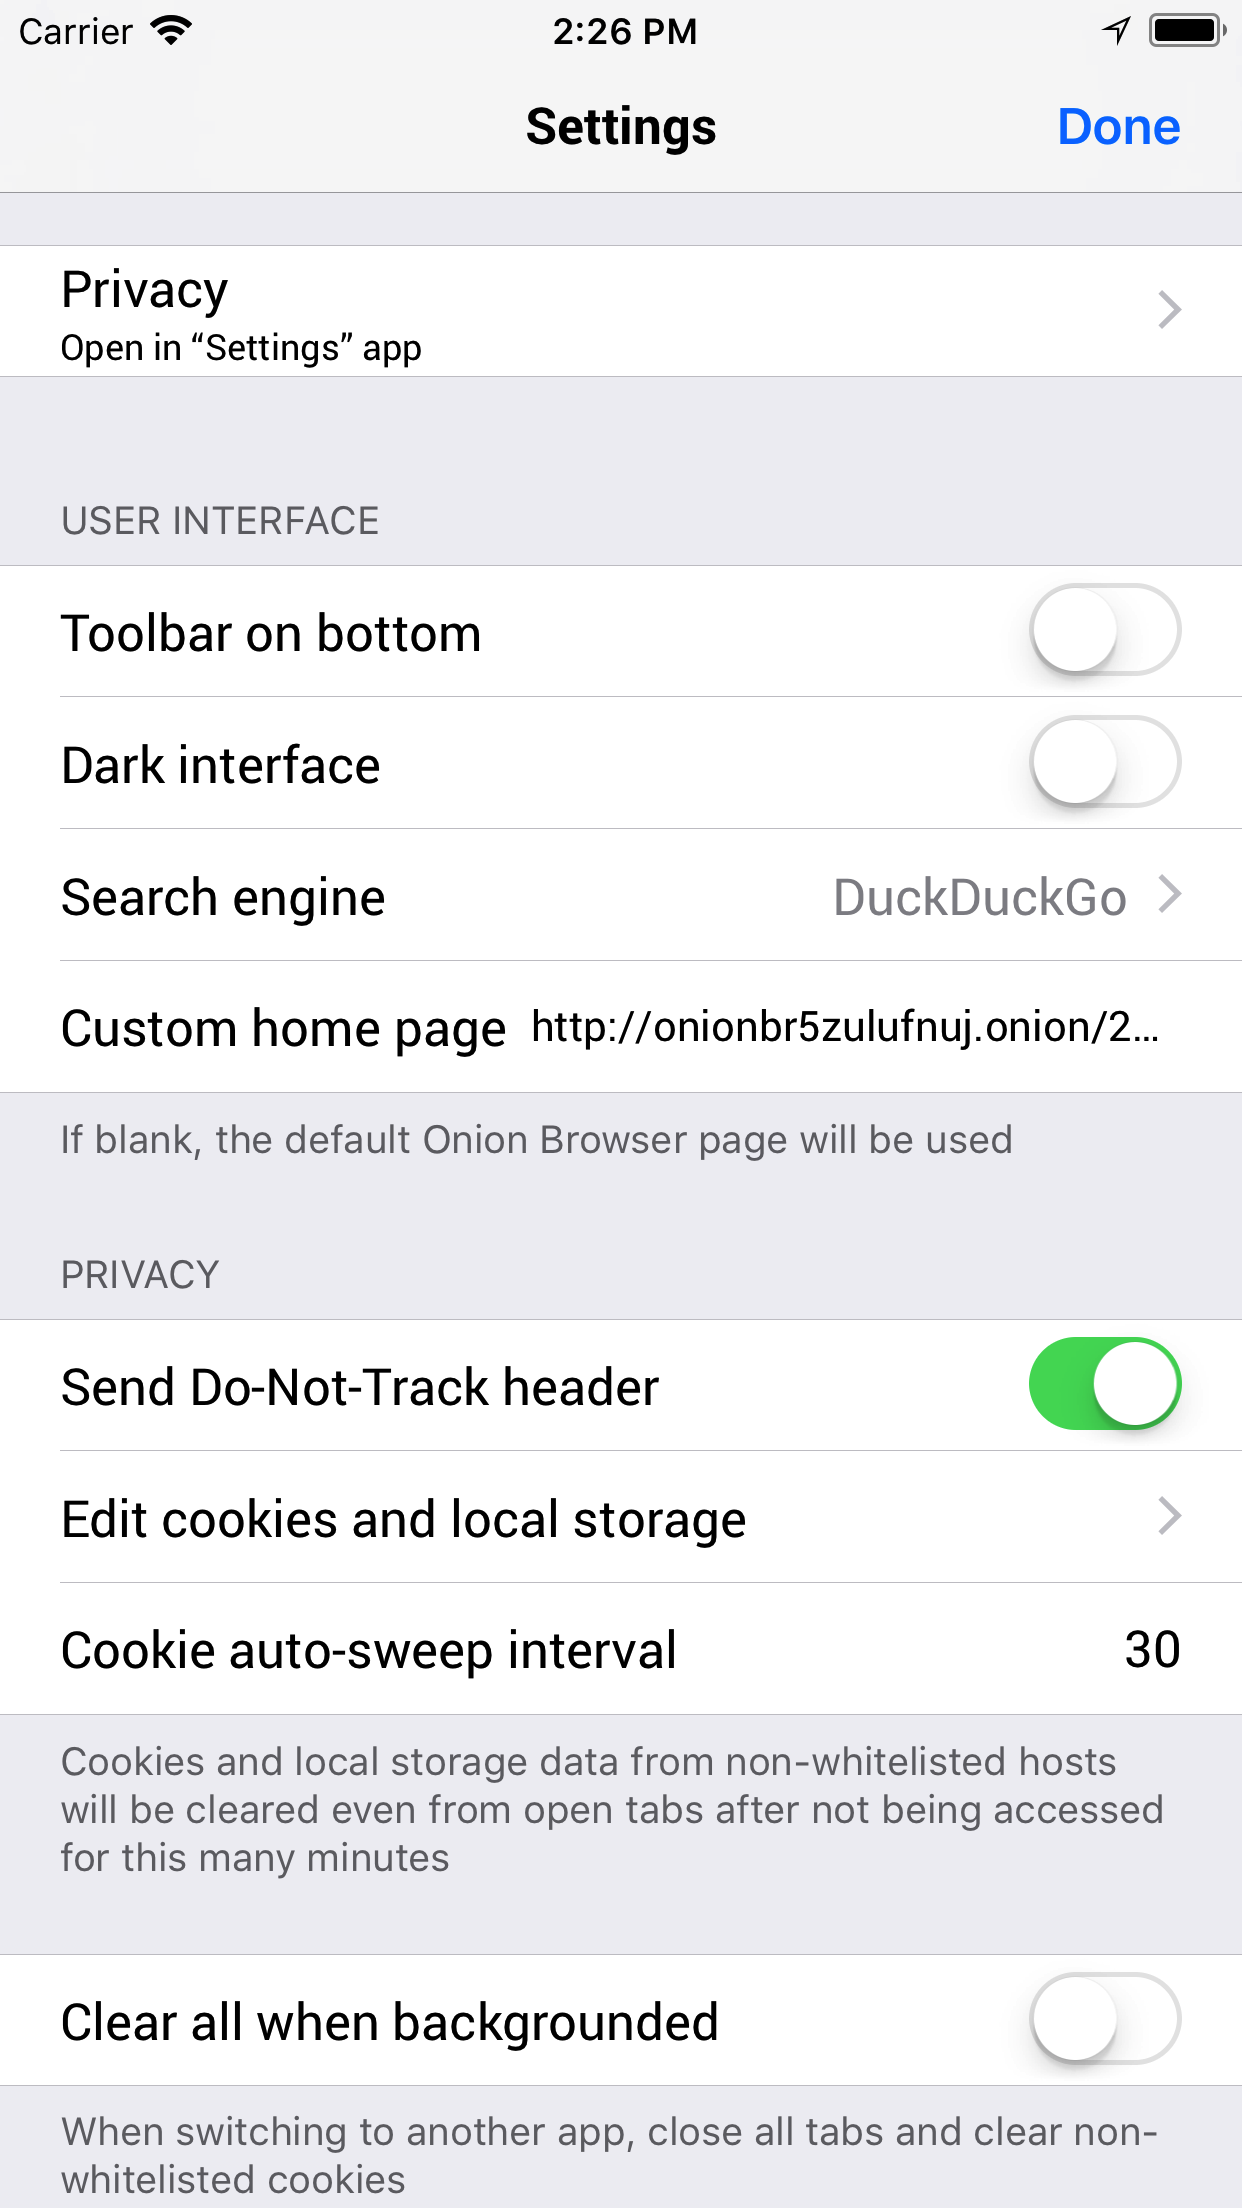 Carrier 2:26 PM
Settings Done
Privacy
Open in “Settings” app
USER INTERFACE
Toolbar on bottom
Dark interface
Search engine DuckDuckGo
Custom home page http://onionbr5zulufnuj.onion/2…
If blank, the default Onion Browser page will be used
PRIVACY
Send Do-Not-Track header
Edit cookies and local storage
Cookie auto-sweep interval 30
Cookies and local storage data from non-whitelisted hosts
will be cleared even from open tabs after not being accessed
for this many minutes
Clear all when backgrounded
When switching to another app, close all tabs and clear non-
whitelisted cookies